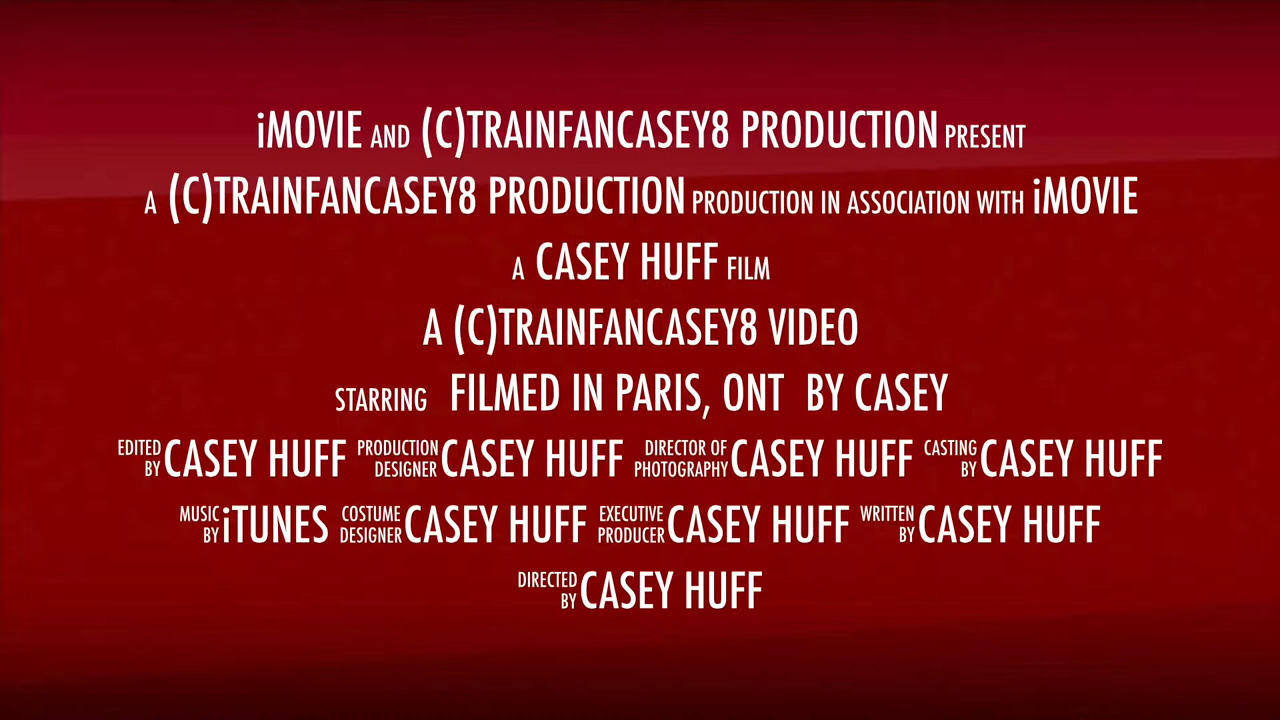 iMOVIE AND (C)TRAINFANCASEY8 PRODUCTION PRESENT
A (C)TRAINFANCASEY8 PRODUCTION PRODUCTION IN ASSOCIATION WITH iMOVIE
A CASEY HUFF FILM
A (C)TRAINFANCASEY8 VIDEO
STARRING FILMED IN PARIS, ONT BY CASEY
EDITED BY CASEY HUFF PRODUCTION DESIGNER CASEY HUFF DIRECTOR OF PHOTOGRAPHY CASEY HUFF CASTING BY CASEY HUFF
MUSIC BY iTUNES COSTUME DESIGNER CASEY HUFF EXECUTIVE PRODUCER CASEY HUFF WRITTEN BY CASEY HUFF
DIRECTED BY CASEY HUFF